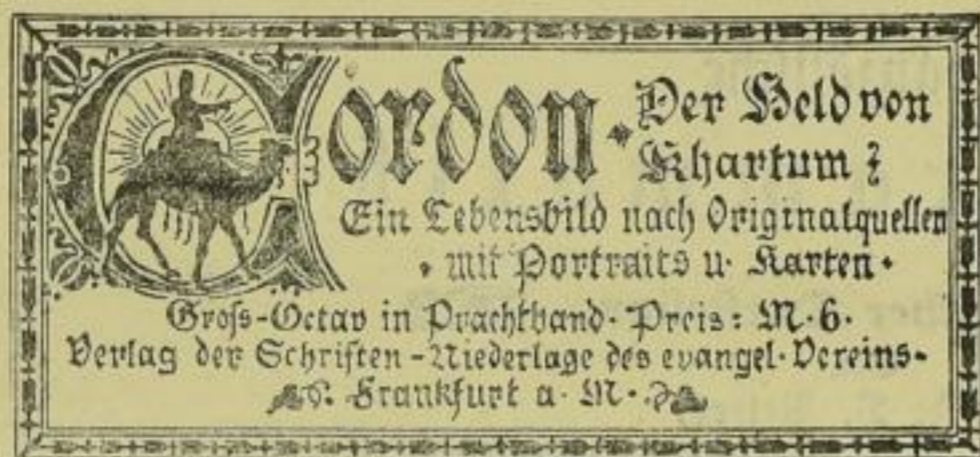 Gordon · Der Held von
Khartum
Ein Lebensbild nach Originalquellen
· mit Portraits u· Karten ·
Gross-Octav in Prachtband · Preis: M· 6·
Verlag der Schriften-Niederlage des evangel· Vereins-
Frankfurt a· M·